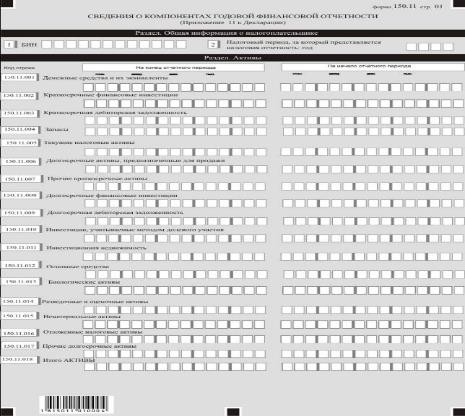 форма 150.11 стр. 01
СВЕДЕНИЯ О КОМПОНЕНТАХ ГОДОВОЙ ФИНАНСОВОЙ ОТЧЕТНОСТИ
(Приложение 11 к Декларации)
Раздел. Общая информация о налогоплательщике
1 БИН
2 Налоговый период, за который представляется
налоговая отчетность: год
Раздел. Активы
Код строки На конец отчетного периода На начало отчетного периода
150.11.001 Денежные средства и их эквиваленты
150.11.002 Краткосрочные финансовые инвестиции
150.11.003 Краткосрочная дебиторская задолженность
150.11.004 Запасы
150.11.005 Текущие налоговые активы
150.11.006 Долгосрочные активы, предназначенные для продажи
150.11.007 Прочие краткосрочные активы
150.11.008 Долгосрочные финансовые инвестиции
150.11.009 Долгосрочная дебиторская задолженность
150.11.010 Инвестиции, учитываемые методом долевого участия
150.11.011 Инвестиционная недвижимость
150.11.012 Основные средства
150.11.013 Биологические активы
150.11.014 Разведочные и оценочные активы
150.11.015 Нематериальные активы
150.11.016 Отложенные налоговые активы
150.11.017 Прочие долгосрочные активы
150.11.018 Итого АКТИВЫ